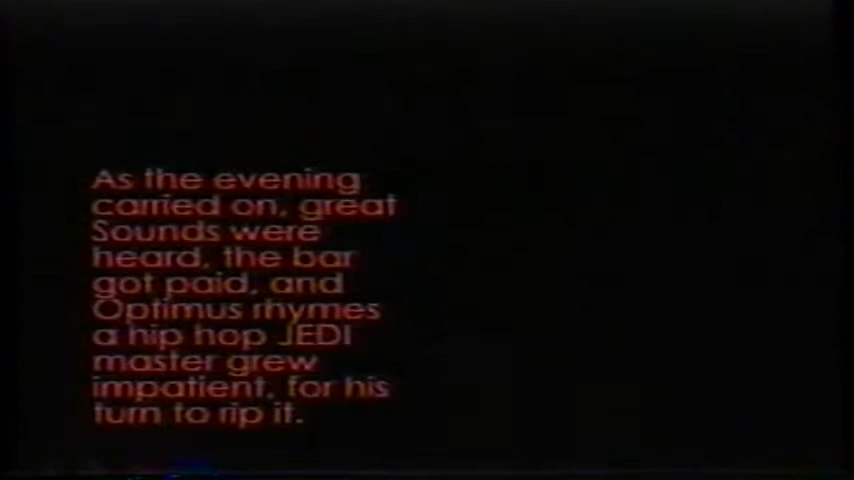 As the evening
carried on, great
Sounds were
heard, the bar
got paid, and
Optimus rhymes
a hip hop JEDI
master grew
impatient, for his
turn to rip it.